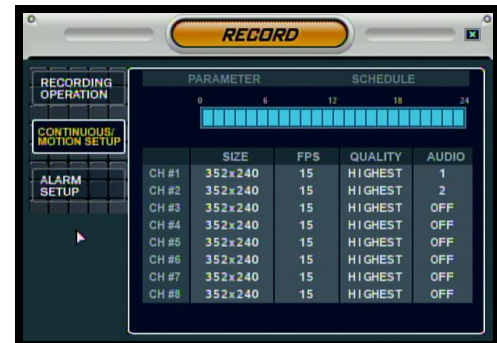 RECORD
RECORDING
OPERATION
CONTINUOUS/
MOTION SETUP
ALARM
SETUP
PARAMETER SCHEDULE
0 6 12 18 24
SIZE FPS QUALITY AUDIO
CH #1 352x240 15 HIGHEST 1
CH #2 352x240 15 HIGHEST 2
CH #3 352x240 15 HIGHEST OFF
CH #4 352x240 15 HIGHEST OFF
CH #5 352x240 15 HIGHEST OFF
CH #6 352x240 15 HIGHEST OFF
CH #7 352x240 15 HIGHEST OFF
CH #8 352x240 15 HIGHEST OFF